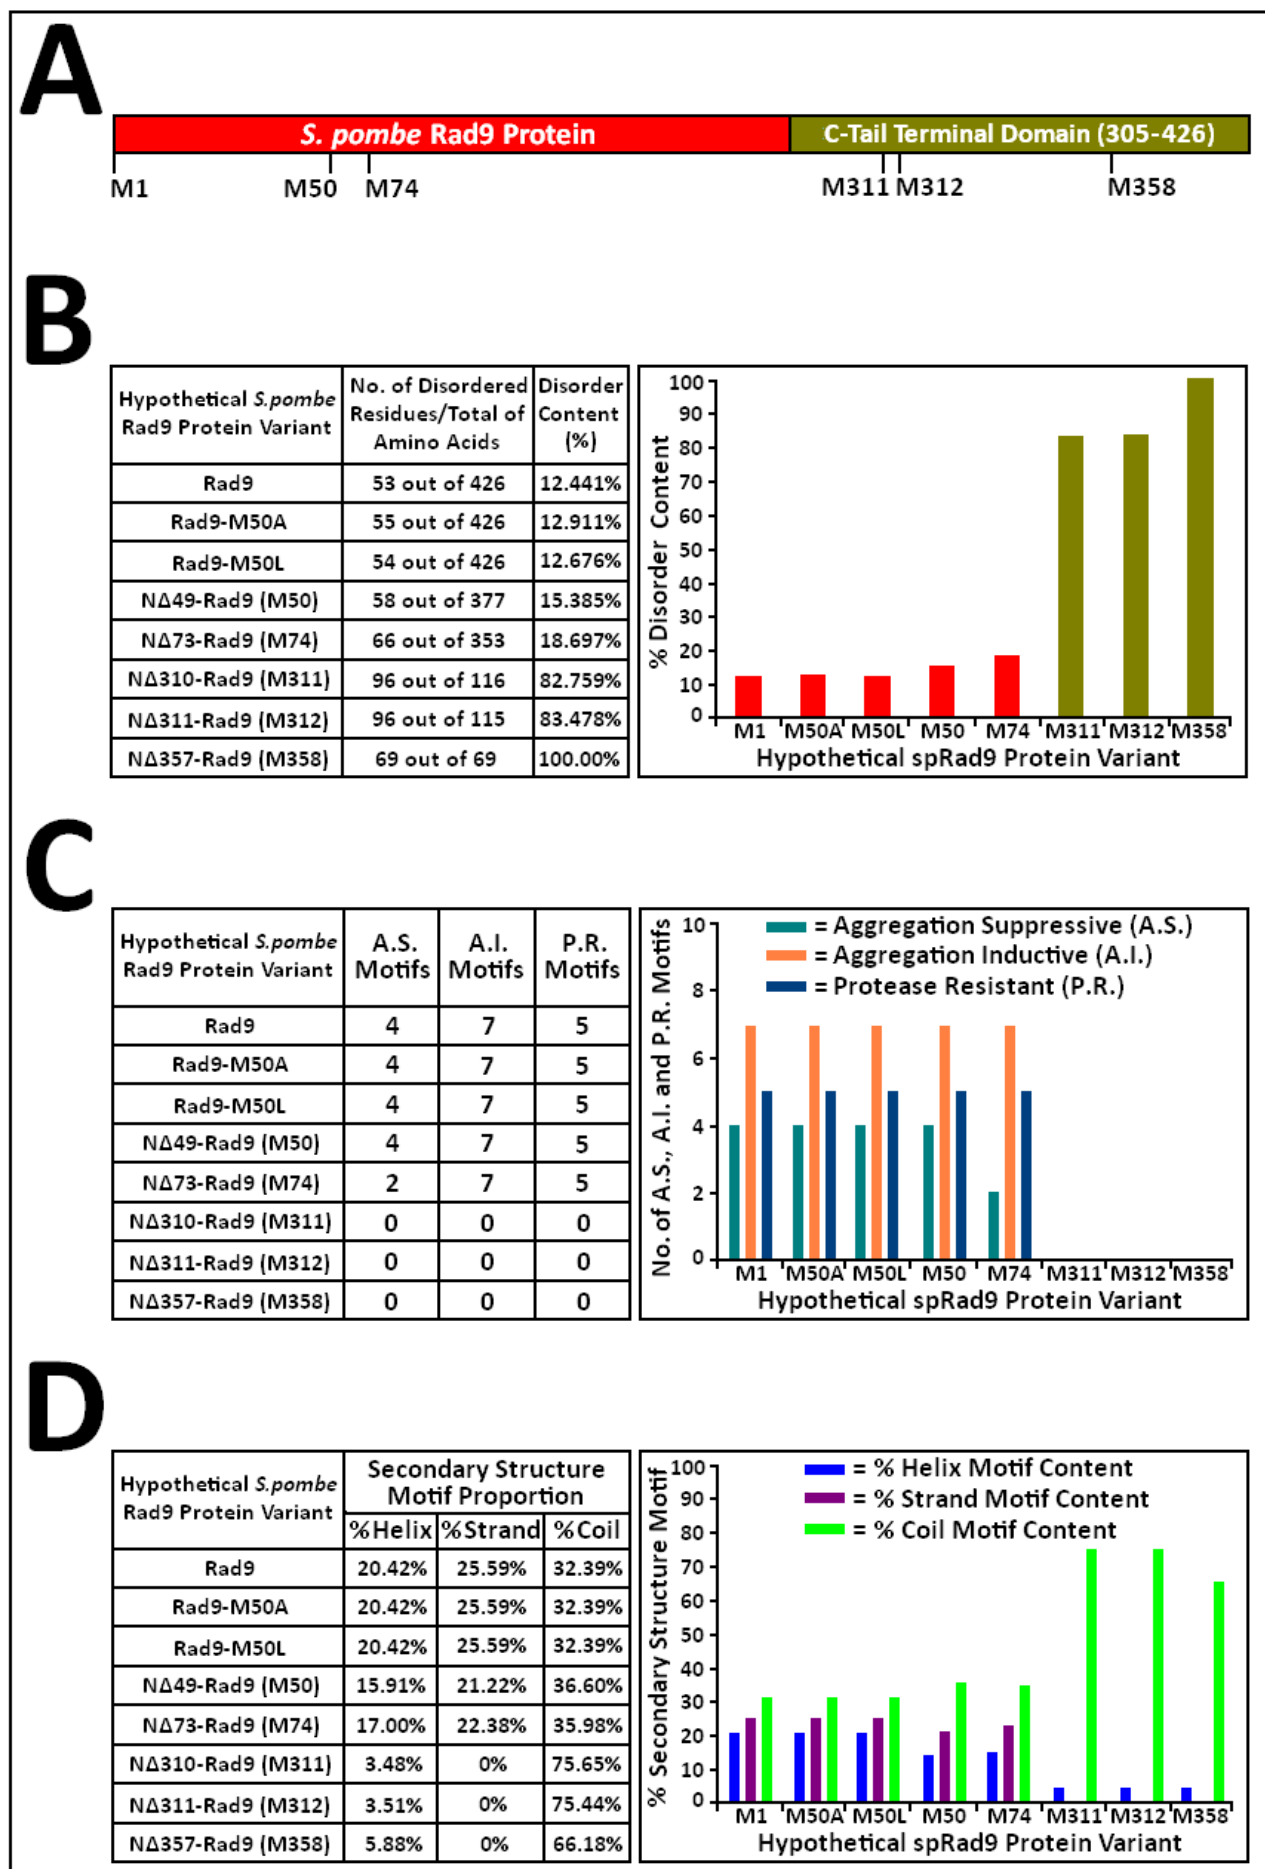 A
S. pombe Rad9 Protein
C-Tail Terminal Domain (305-426)
M1
M50
M74
M311
M312
M358
B
Hypothetical S.pombe
Rad9 Protein Variant
No. of Disordered
Residues/Total of
Amino Acids
Disorder
Content
(%)
Rad9 53 out of 426 12.441%
Rad9-M50A 55 out of 426 12.911%
Rad9-M50L 54 out of 426 12.676%
NΔ49-Rad9 (M50) 58 out of 377 15.385%
NΔ73-Rad9 (M74) 66 out of 353 18.697%
NΔ310-Rad9 (M311) 96 out of 116 82.759%
NΔ311-Rad9 (M312) 96 out of 115 83.478%
NΔ357-Rad9 (M358) 69 out of 69 100.00%
% Disorder Content
100
90
80
70
60
50
40
30
20
10
0
M1 M50A M50L M50 M74 M311 M312 M358
Hypothetical spRad9 Protein Variant
C
Hypothetical S.pombe
Rad9 Protein Variant
A.S.
Motifs
A.I.
Motifs
P.R.
Motifs
Rad9 4 7 5
Rad9-M50A 4 7 5
Rad9-M50L 4 7 5
NΔ49-Rad9 (M50) 4 7 5
NΔ73-Rad9 (M74) 2 7 5
NΔ310-Rad9 (M311) 0 0 0
NΔ311-Rad9 (M312) 0 0 0
NΔ357-Rad9 (M358) 0 0 0
No. of A.S., A.I. and P.R. Motifs
10
8
6
4
2
0
= Aggregation Suppressive (A.S.)
= Aggregation Inductive (A.I.)
= Protease Resistant (P.R.)
M1 M50A M50L M50 M74 M311 M312 M358
Hypothetical spRad9 Protein Variant
D
Hypothetical S.pombe
Rad9 Protein Variant
Secondary Structure
Motif Proportion
%Helix %Strand %Coil
Rad9 20.42% 25.59% 32.39%
Rad9-M50A 20.42% 25.59% 32.39%
Rad9-M50L 20.42% 25.59% 32.39%
NΔ49-Rad9 (M50) 15.91% 21.22% 36.60%
NΔ73-Rad9 (M74) 17.00% 22.38% 35.98%
NΔ310-Rad9 (M311) 3.48% 0% 75.65%
NΔ311-Rad9 (M312) 3.51% 0% 75.44%
NΔ357-Rad9 (M358) 5.88% 0% 66.18%
% Secondary Structure Motif
100
90
80
70
60
50
40
30
20
10
0
= % Helix Motif Content
= % Strand Motif Content
= % Coil Motif Content
M1 M50A M50L M50 M74 M311 M312 M358
Hypothetical spRad9 Protein Variant